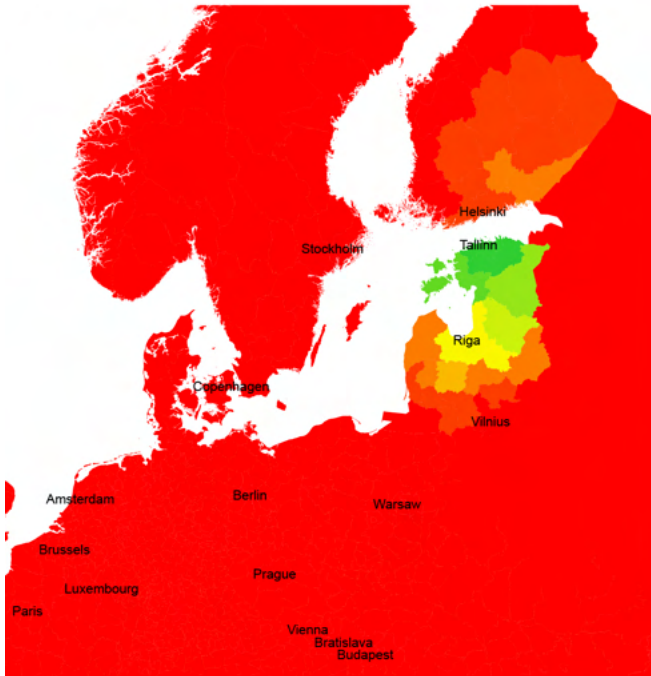 Helsinki
Tallinn
Stockholm
Riga
Copenhagen
Vilnius
Berlin
Amsterdam
Warsaw
Brussels
Prague
Luxembourg
Paris
Vienna
Bratislava
Budapest